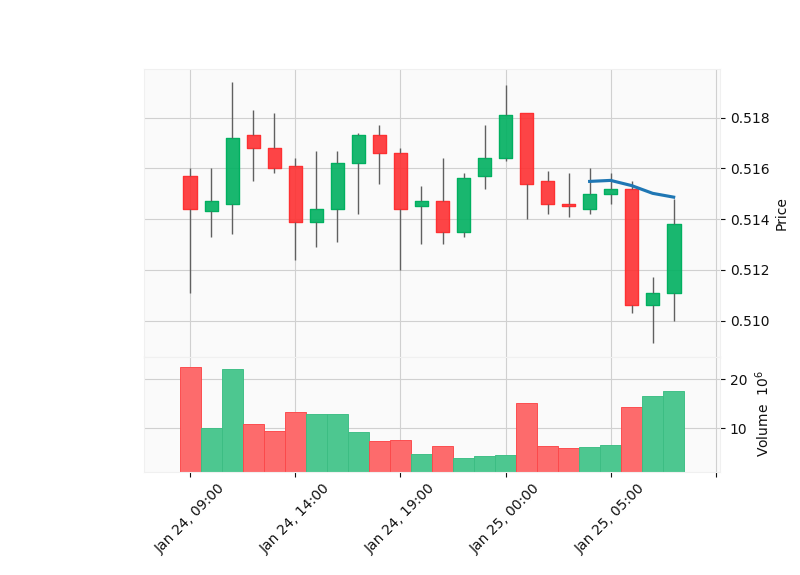 0.518
0.516
0.514
0.512
0.510
Price
20
10
Volume 10^6
Jan 24, 09:00
Jan 24, 14:00
Jan 24, 19:00
Jan 25, 00:00
Jan 25, 05:00